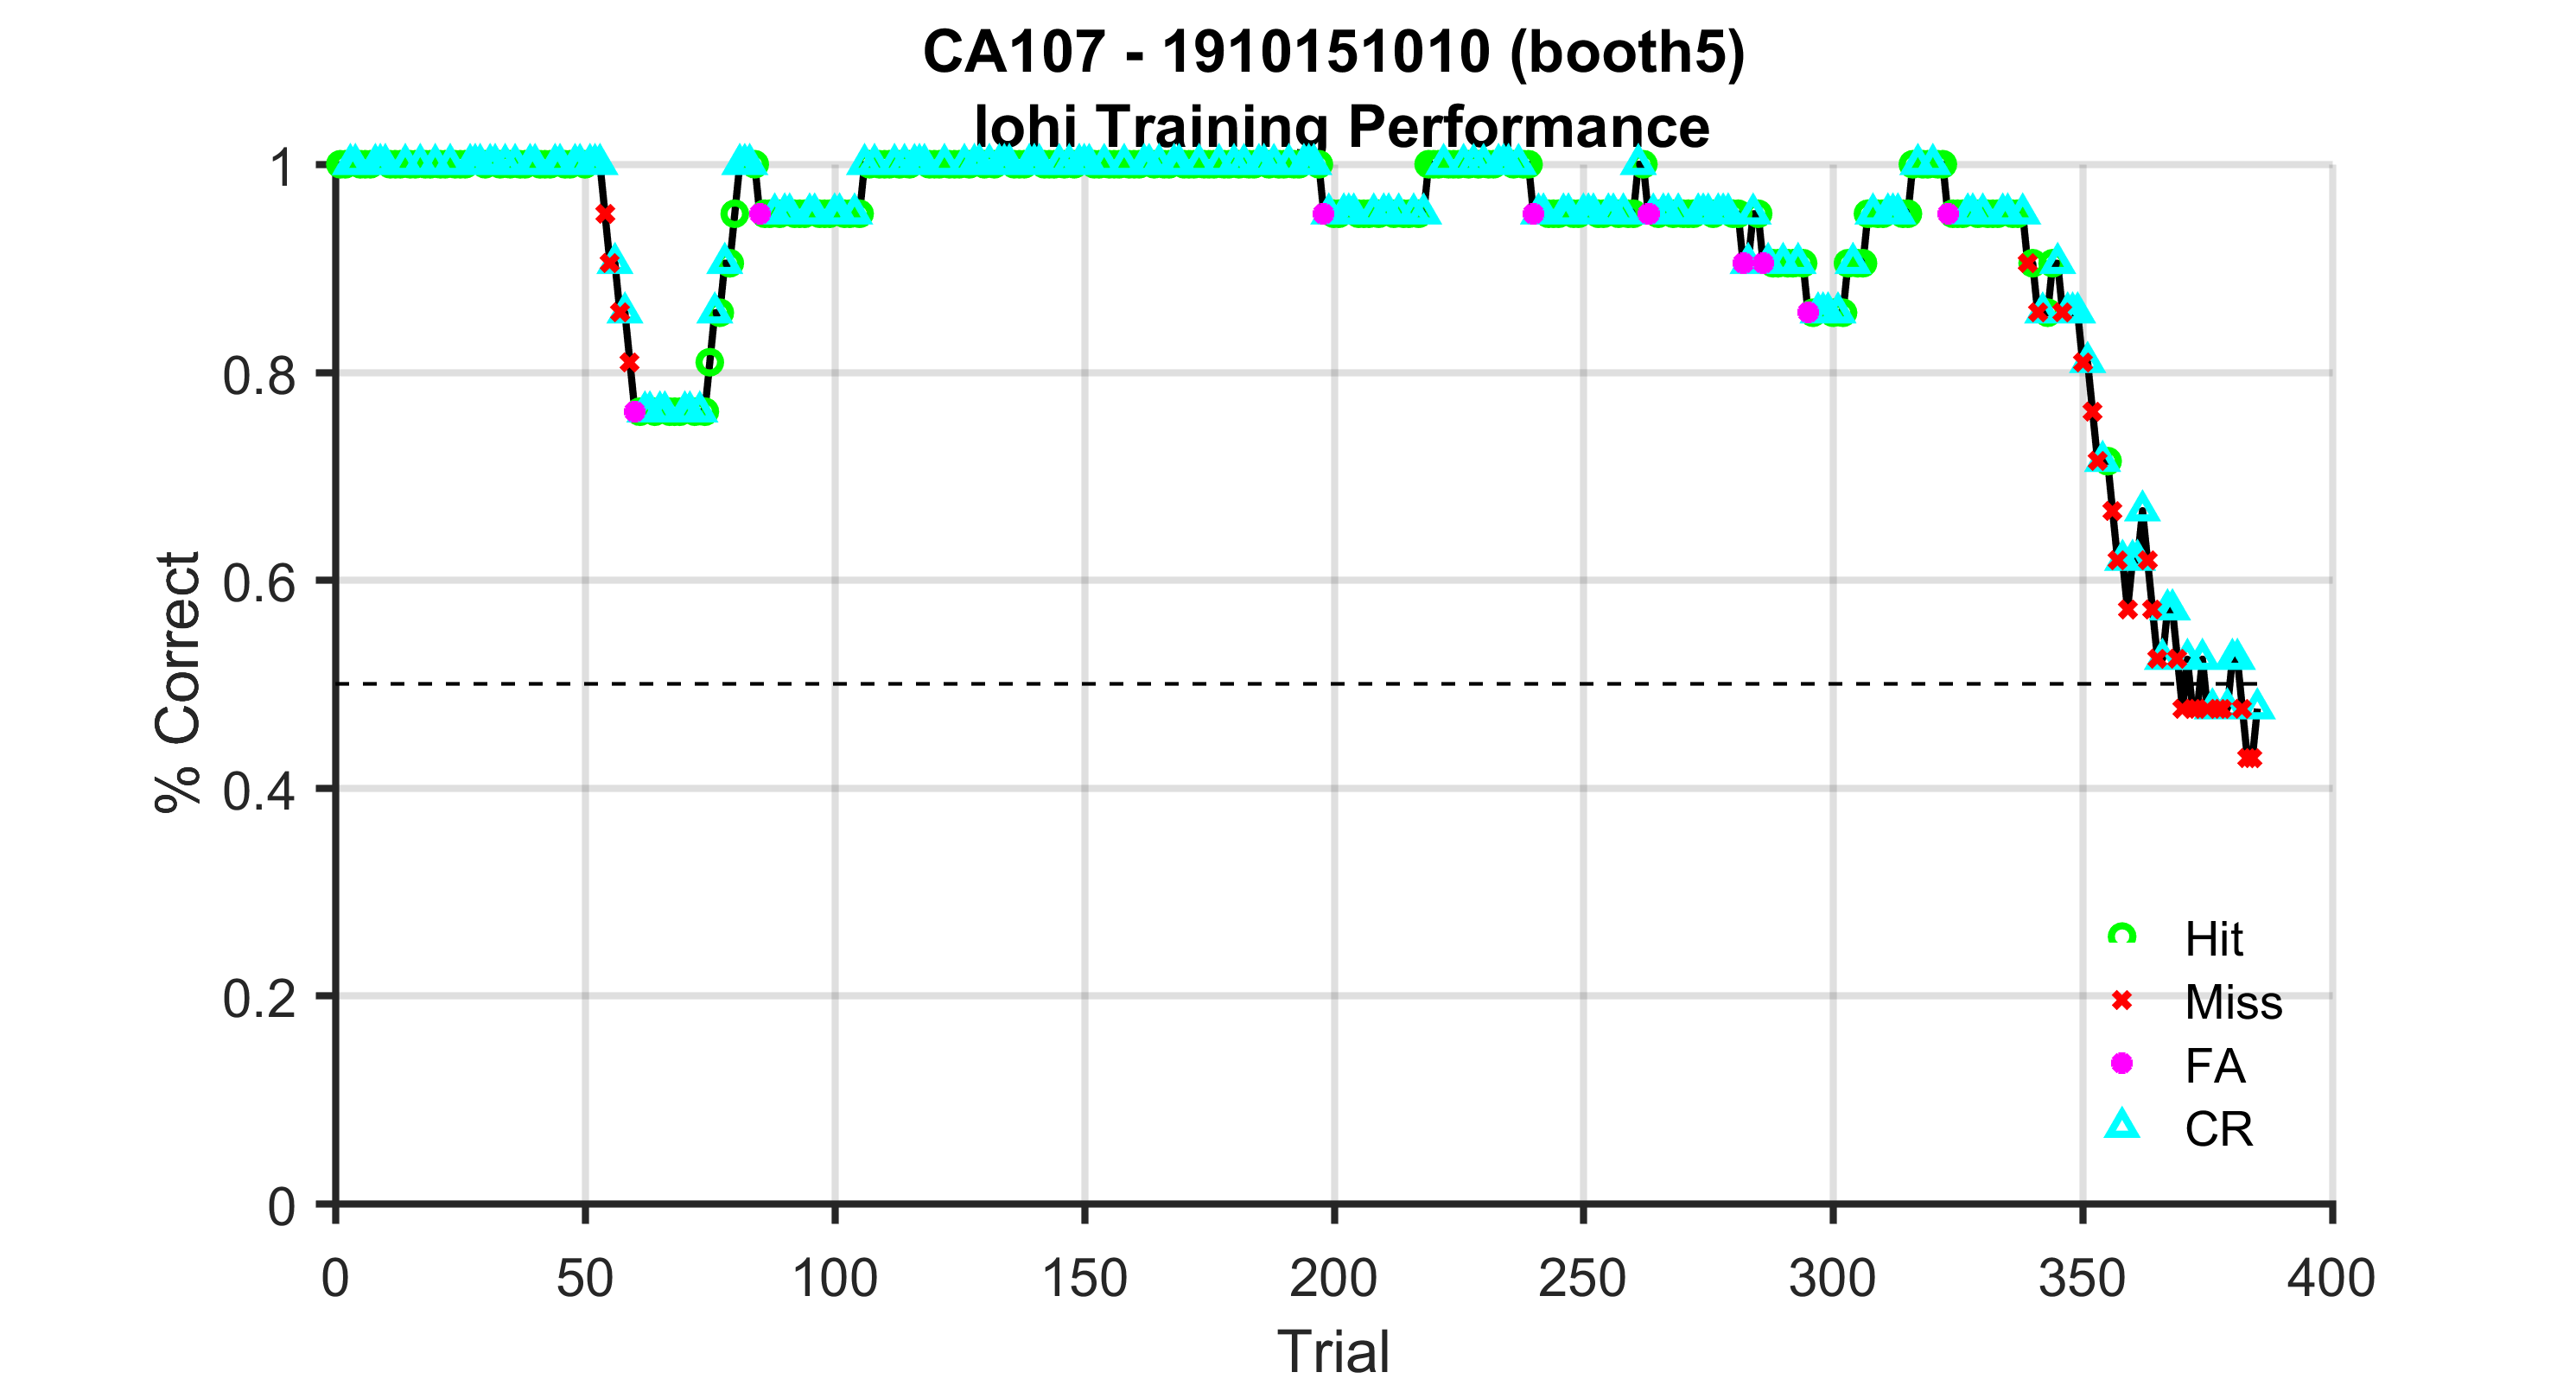 CA107 - 1910151010 (booth5)
lohi Training Performance
1
0.8
0.6
0.4
0.2
0
% Correct
Hit
Miss
FA
CR
0 50 100 150 200 250 300 350 400
Trial